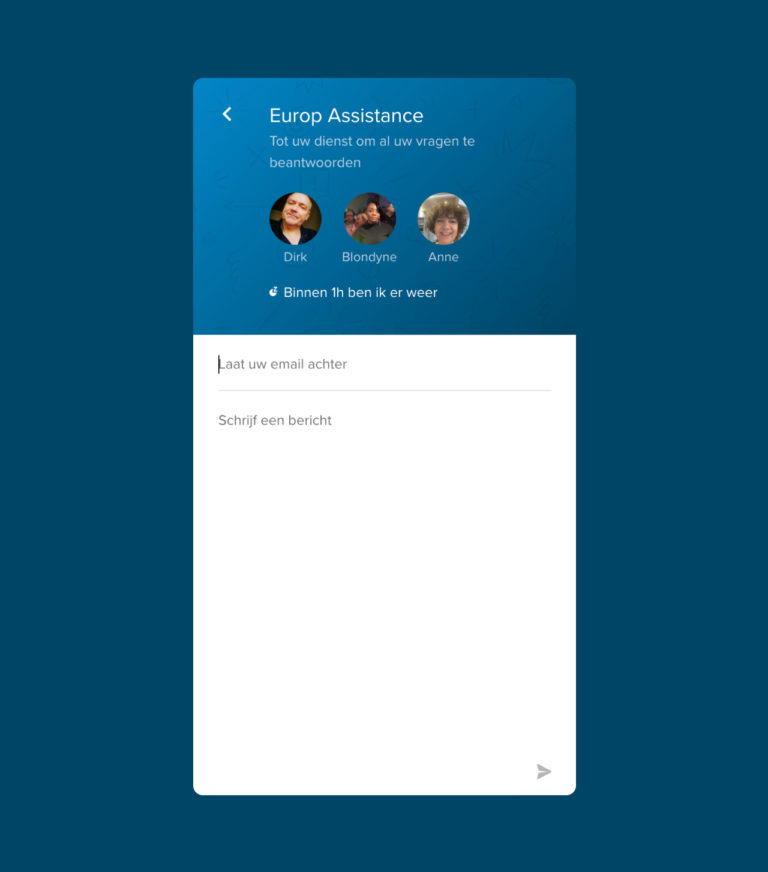 Europ Assistance
Tot uw dienst om al uw vragen te
beantwoorden
Dirk
Blondyne
Anne
Binnen 1h ben ik er weer
Laat uw email achter
Schrijf een bericht